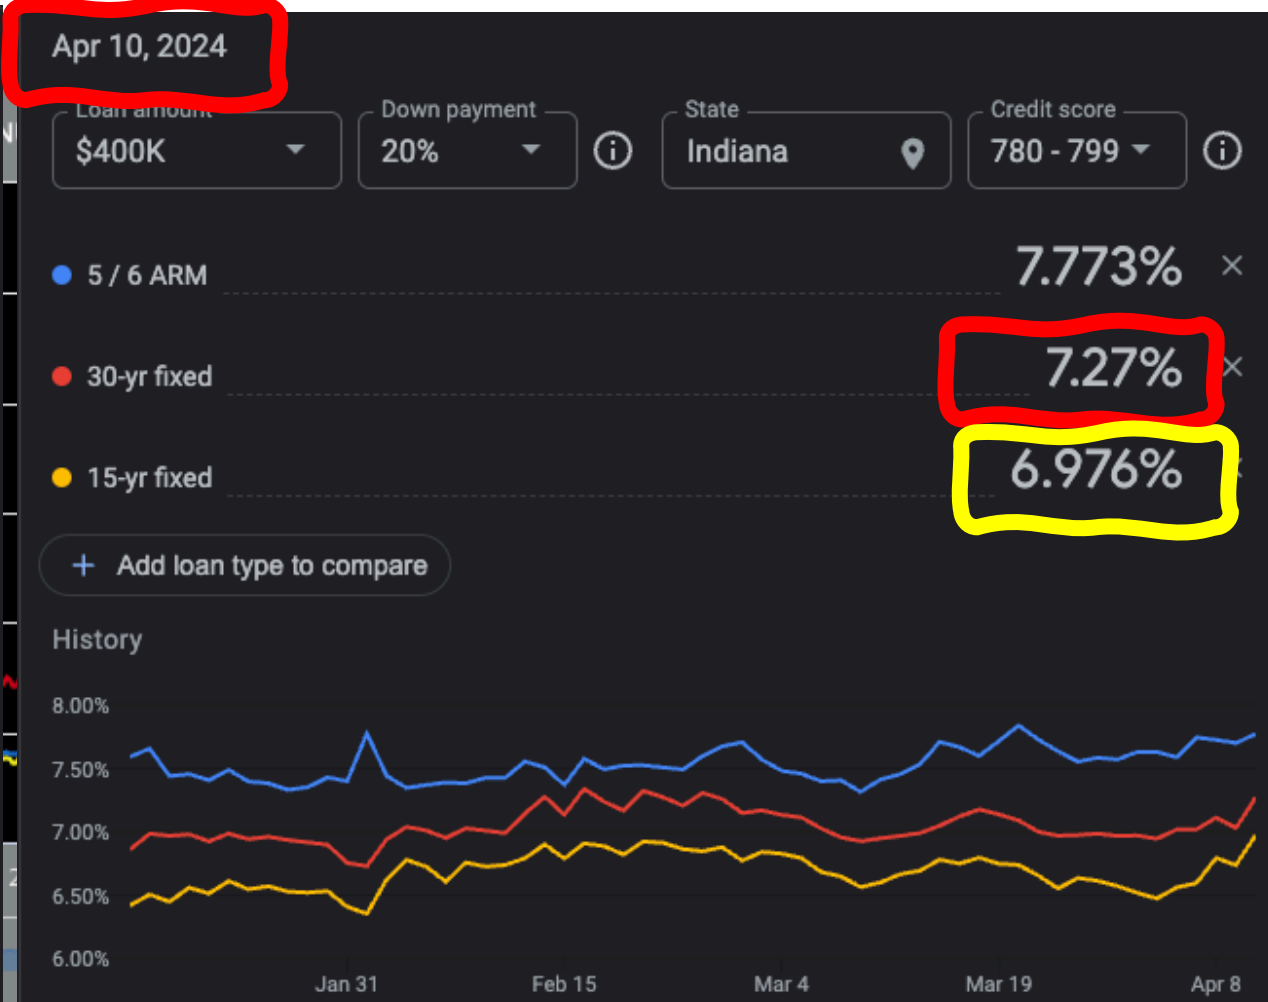 Apr 10, 2024
Loan amount Down payment State Credit score
$400K 20% Indiana 780 - 799
5 / 6 ARM 7.773%
30-yr fixed 7.27%
15-yr fixed 6.976%
+ Add loan type to compare
History
8.00%
7.50%
7.00%
6.50%
6.00%
Jan 31 Feb 15 Mar 4 Mar 19 Apr 8